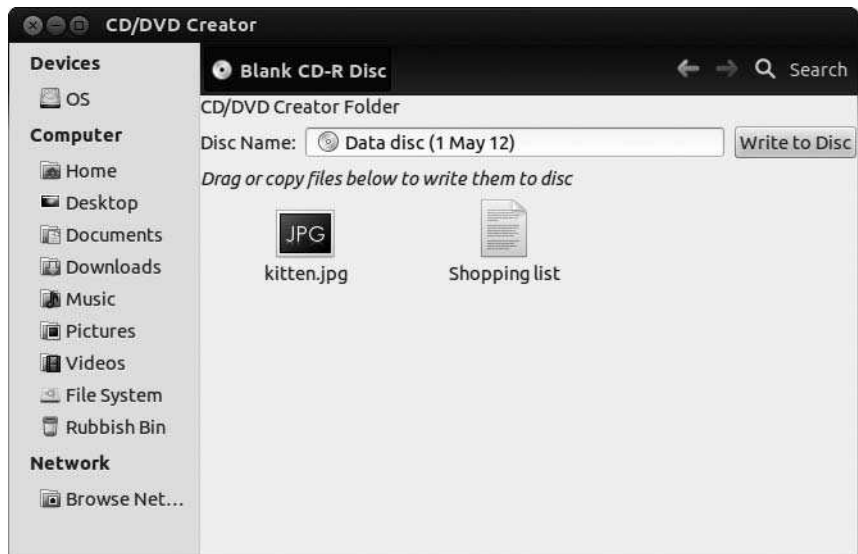 CD/DVD Creator
Devices
OS
Computer
Home
Desktop
Documents
Downloads
Music
Pictures
Videos
File System
Rubbish Bin
Network
Browse Net...
Blank CD-R Disc
Search
CD/DVD Creator Folder
Disc Name: Data disc (1 May 12) Write to Disc
Drag or copy files below to write them to disc
JPG
kitten.jpg Shopping list